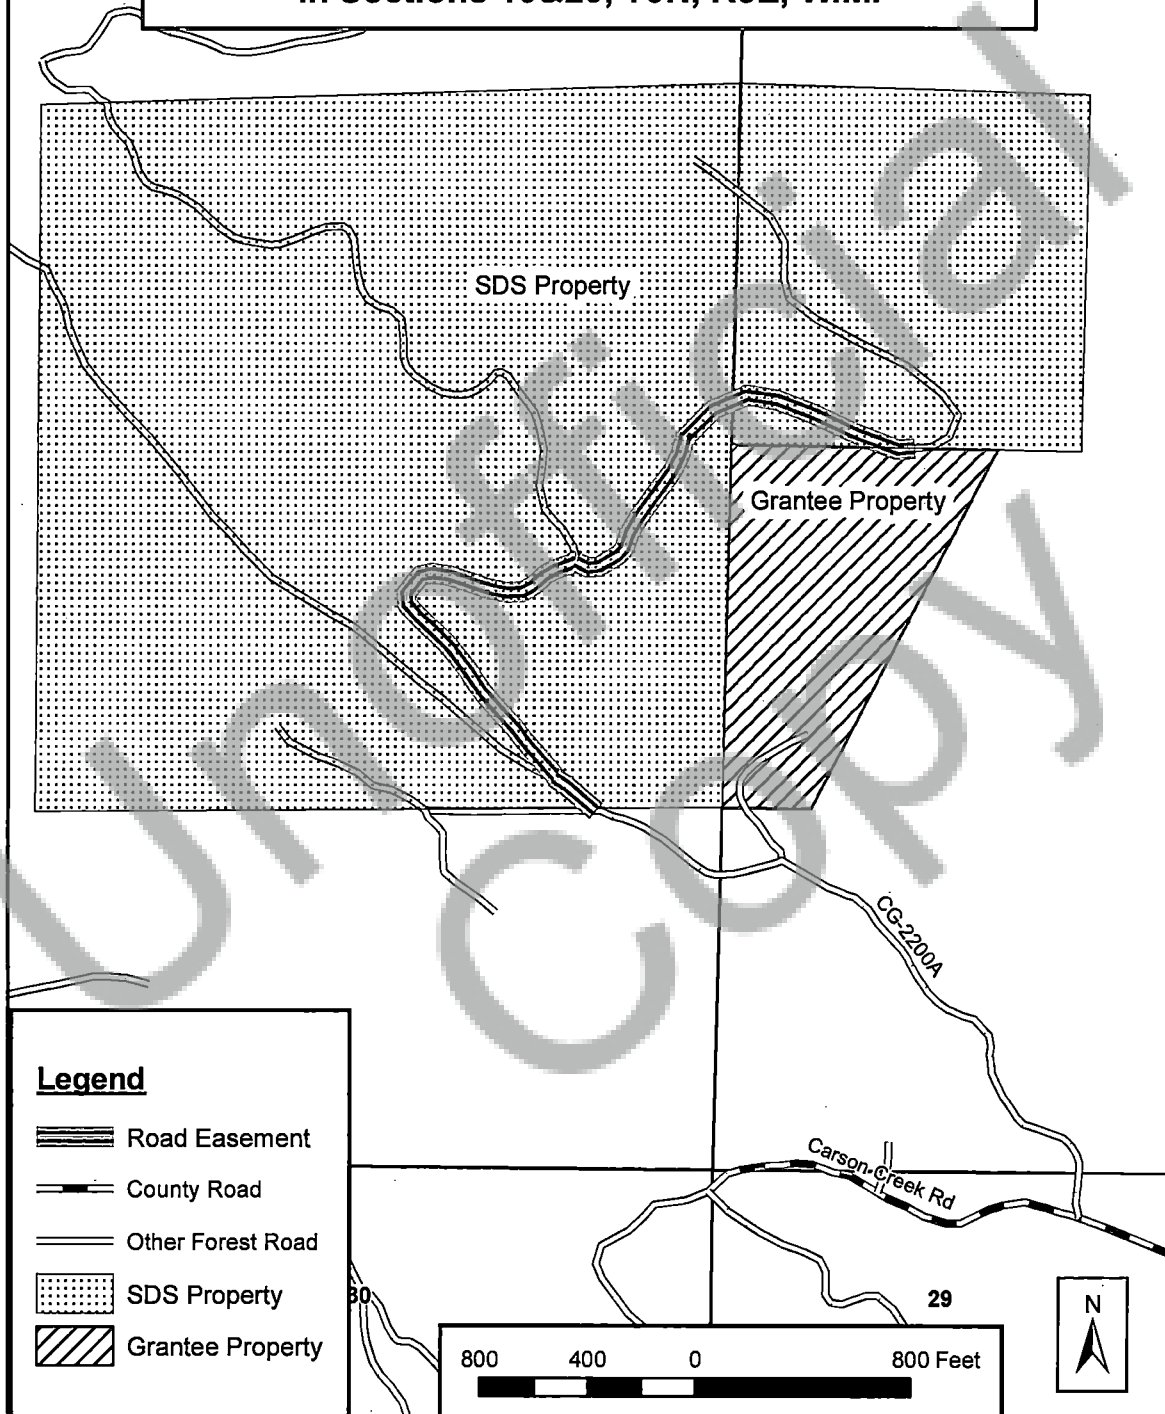 SDS Property
Grantee Property
CG-2200A
Carson Creek Rd
Legend
Road Easement
County Road
Other Forest Road
SDS Property
Grantee Property
30
29
N
800 400 0 800 Feet
Unofficial
Copy